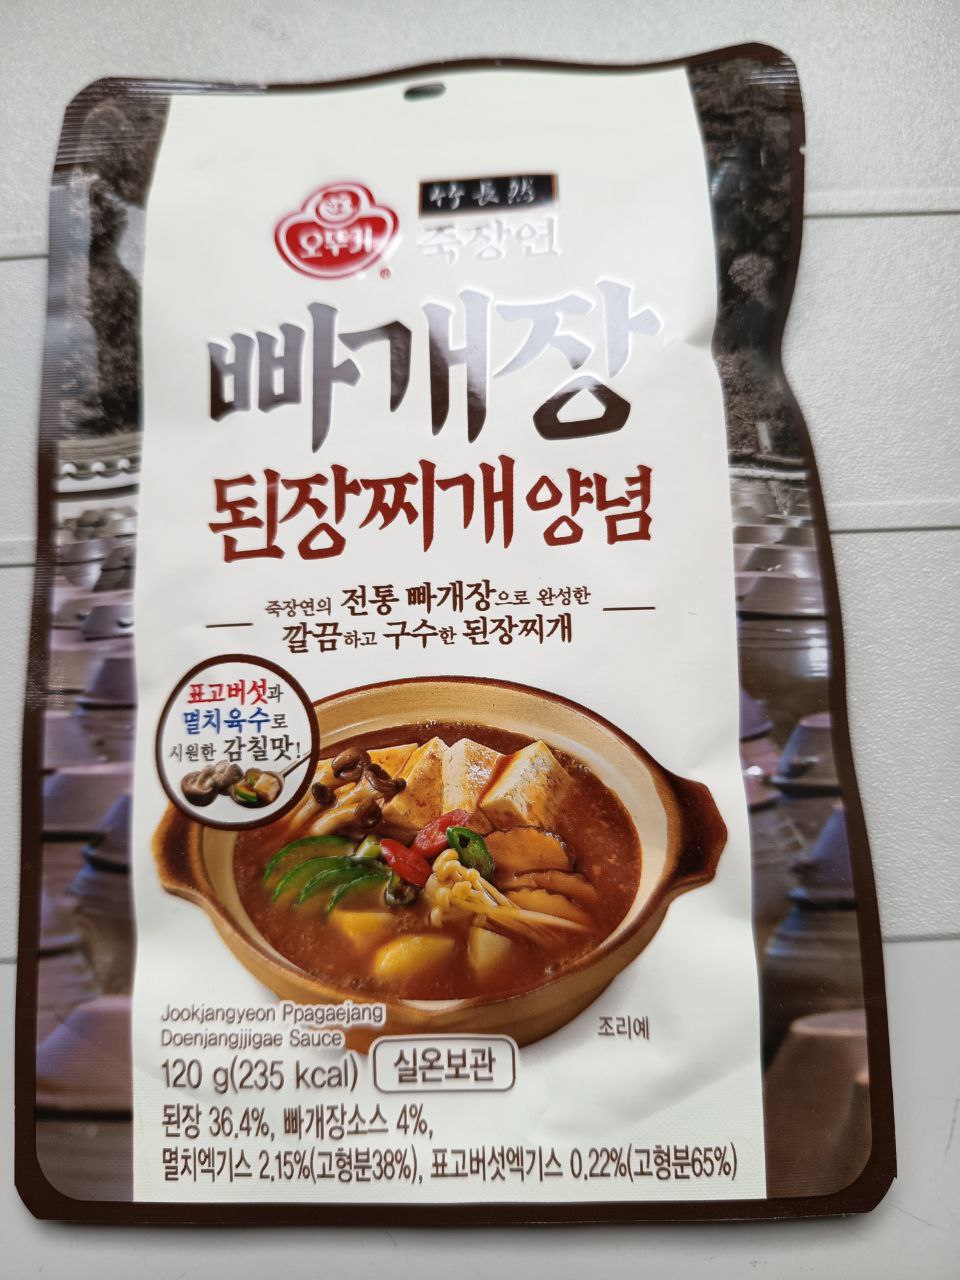 오뚜기
竹長然
죽장연
빠개장
된장찌개양념
죽장연의 전통 빠개장으로 완성한
깔끔하고 구수한 된장찌개
표고버섯과
멸치육수로
시원한 감칠맛!
Jookjangyeon Ppagaejang
Doenjangjjigae Sauce
조리예
120 g(235 kcal) 실온보관
된장 36.4%, 빠개장소스 4%,
멸치엑기스 2.15%(고형분38%), 표고버섯엑기스 0.22%(고형분65%)